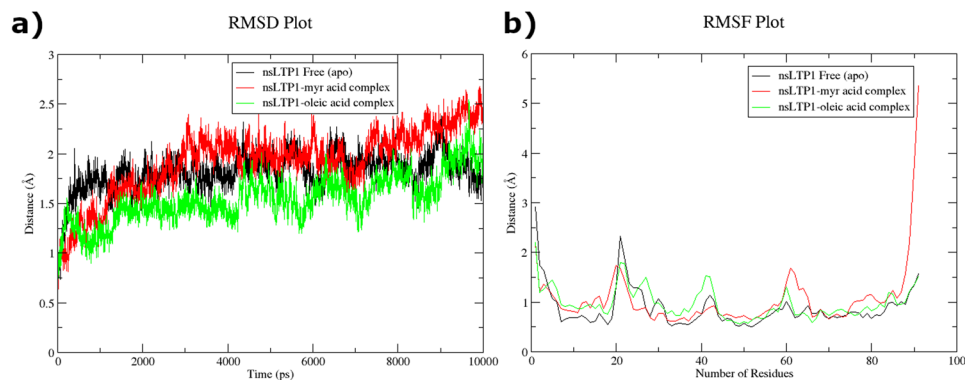 a)
RMSD Plot
3
2.5
2
1.5
1
0.5
0
Distance (Å)
nsLTP1 Free (apo)
nsLTP1-myr acid complex
nsLTP1-oleic acid complex
0 2000 4000 6000 8000 10000
Time (ps)
b)
RMSF Plot
6
5
4
3
2
1
0
Distance (Å)
nsLTP1 Free (apo)
nsLTP1-myr acid complex
nsLTP1-oleic acid complex
0 20 40 60 80 100
Number of Residues